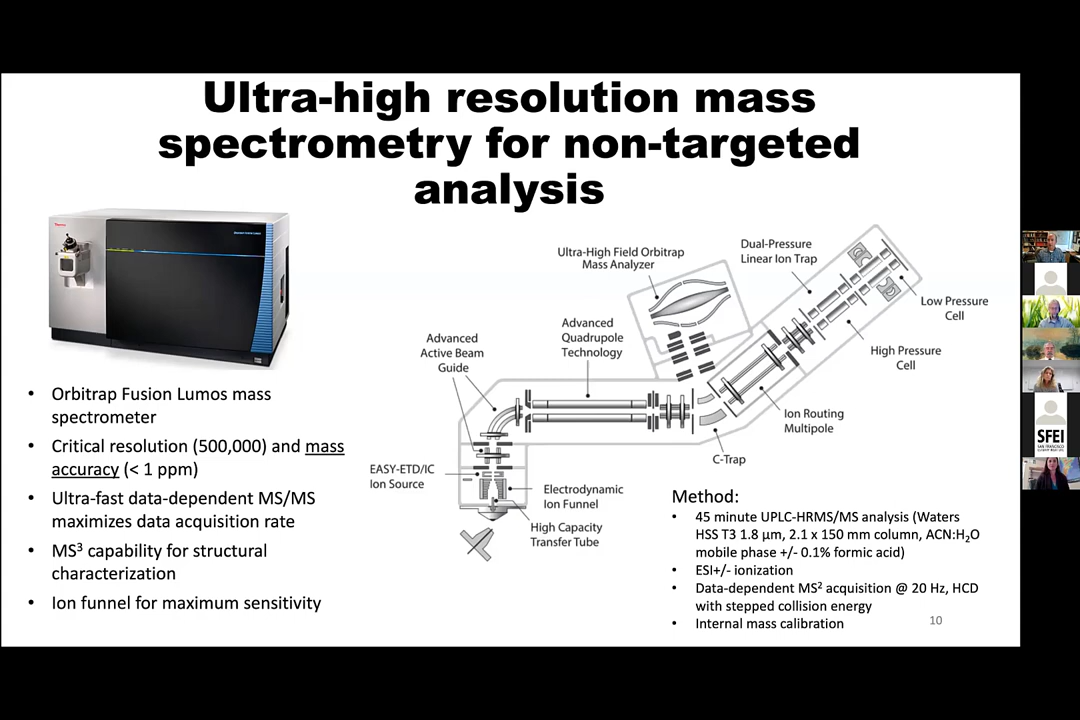 Ultra-high resolution mass
spectrometry for non-targeted
analysis
• Orbitrap Fusion Lumos mass
spectrometer
• Critical resolution (500,000) and mass
accuracy (< 1 ppm)
• Ultra-fast data-dependent MS/MS
maximizes data acquisition rate
• MS³ capability for structural
characterization
• Ion funnel for maximum sensitivity
Ultra-High Field Orbitrap
Mass Analyzer
Dual-Pressure
Linear Ion Trap
Low Pressure
Cell
High Pressure
Cell
Advanced
Quadrupole
Technology
Advanced
Active Beam
Guide
Ion Routing
Multipole
C-Trap
EASY-ETD/IC
Ion Source
Electrodynamic
Ion Funnel
High Capacity
Transfer Tube
Method:
• 45 minute UPLC-HRMS/MS analysis (Waters
HSS T3 1.8 µm, 2.1 x 150 mm column, ACN:H₂O
mobile phase +/- 0.1% formic acid)
• ESI+/- ionization
• Data-dependent MS² acquisition @ 20 Hz, HCD
with stepped collision energy
• Internal mass calibration
10
SFEI